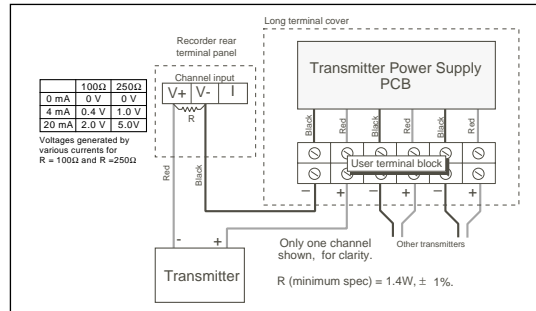 Long terminal cover
Recorder rear
terminal panel
Channel input
V+ V- I
R
Transmitter Power Supply
PCB
100Ω 250Ω
0 mA 0 V 0 V
4 mA 0.4 V 1.0 V
20 mA 2.0 V 5.0V
Voltages generated by
various currents for
R = 100Ω and R =250Ω
Black Red Black Red Black Red
User terminal block
Red Black
− + − + − +
- +
Transmitter
Only one channel
shown, for clarity.
Other transmitters
R (minimum spec) = 1.4W, ± 1%.